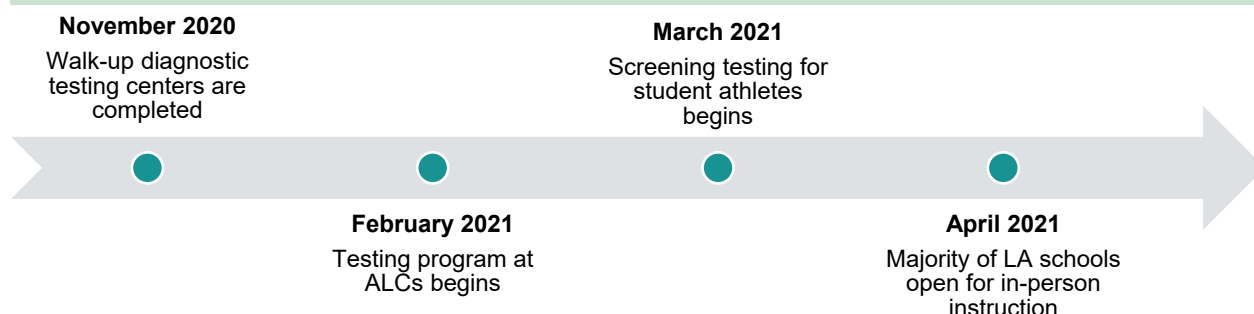 November 2020
Walk-up diagnostic
testing centers are
completed
February 2021
Testing program at
ALCs begins
March 2021
Screening testing for
student athletes
begins
April 2021
Majority of LA schools
open for in-person
instruction